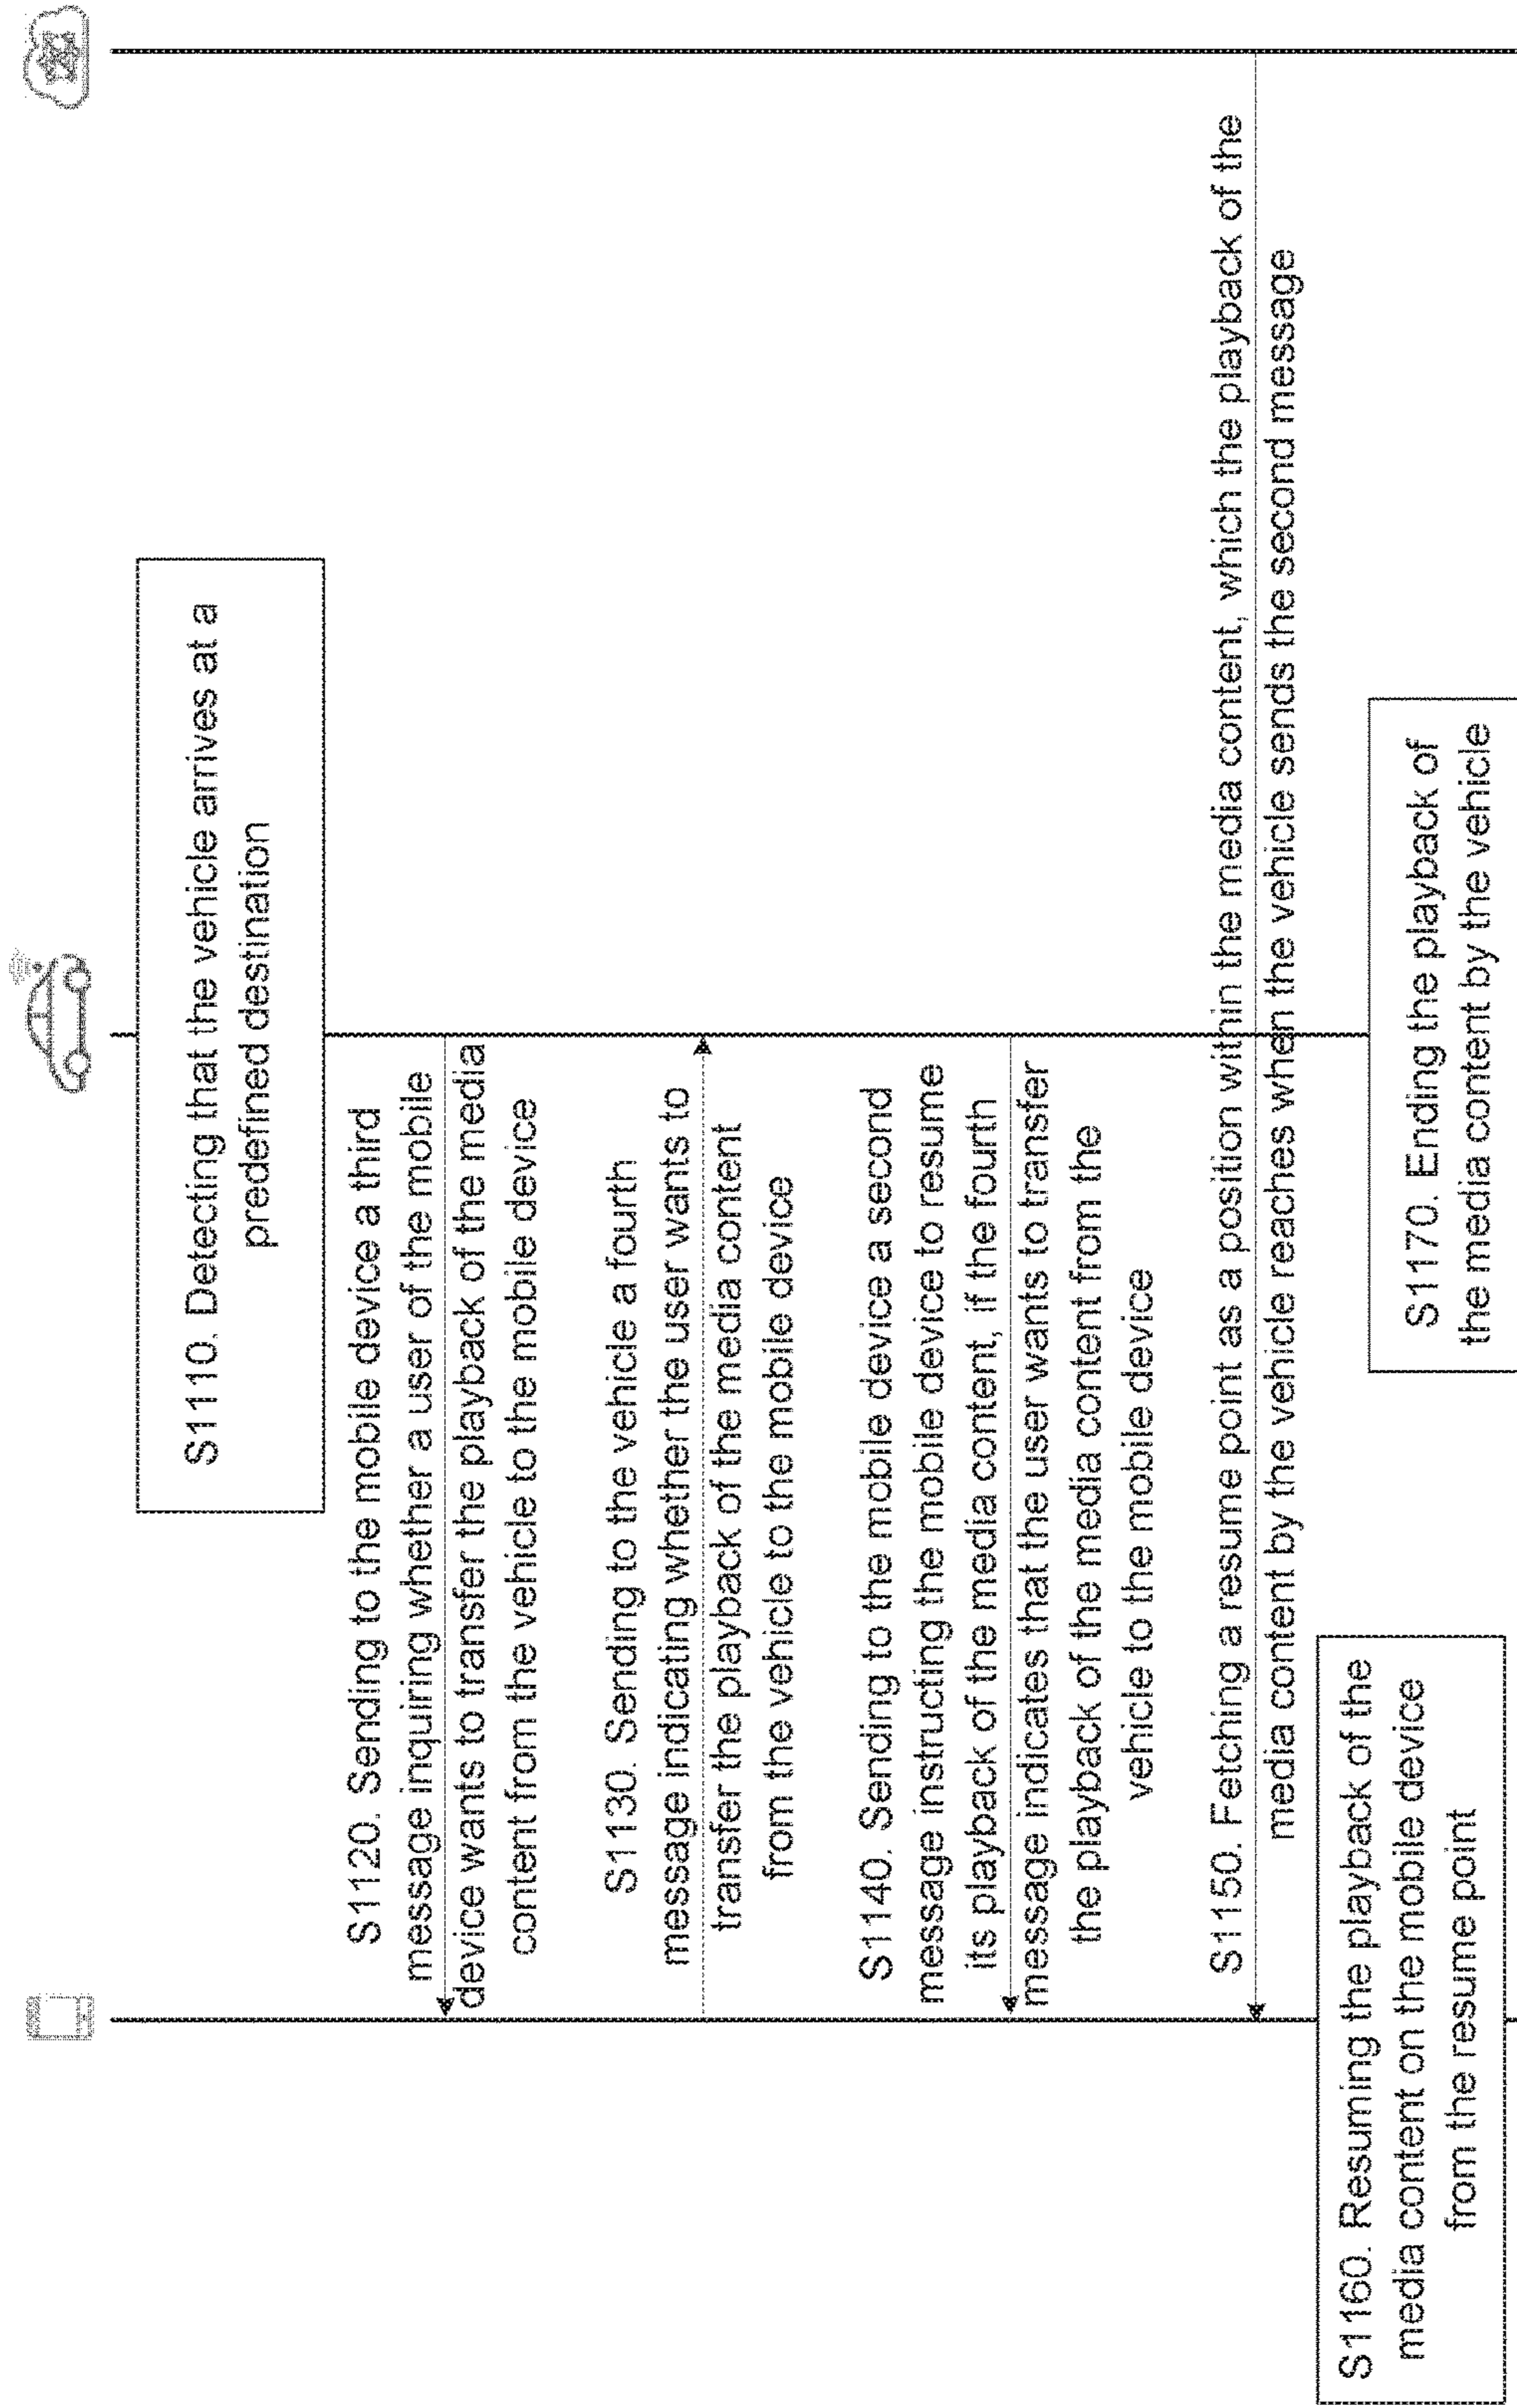 S1110. Detecting that the vehicle arrives at a
predefined destination
S1120. Sending to the mobile device a third
message inquiring whether a user of the mobile
device wants to transfer the playback of the media
content from the vehicle to the mobile device
S1130. Sending to the vehicle a fourth
message indicating whether the user wants to
transfer the playback of the media content
from the vehicle to the mobile device
S1140. Sending to the mobile device a second
message instructing the mobile device to resume
its playback of the media content, if the fourth
message indicates that the user wants to transfer
the playback of the media content from the
vehicle to the mobile device
S1150. Fetching a resume point as a position within the media content, which the playback of the
media content by the vehicle reaches when the vehicle sends the second message
S1160. Resuming the playback of the
media content on the mobile device
from the resume point
S1170. Ending the playback of
the media content by the vehicle